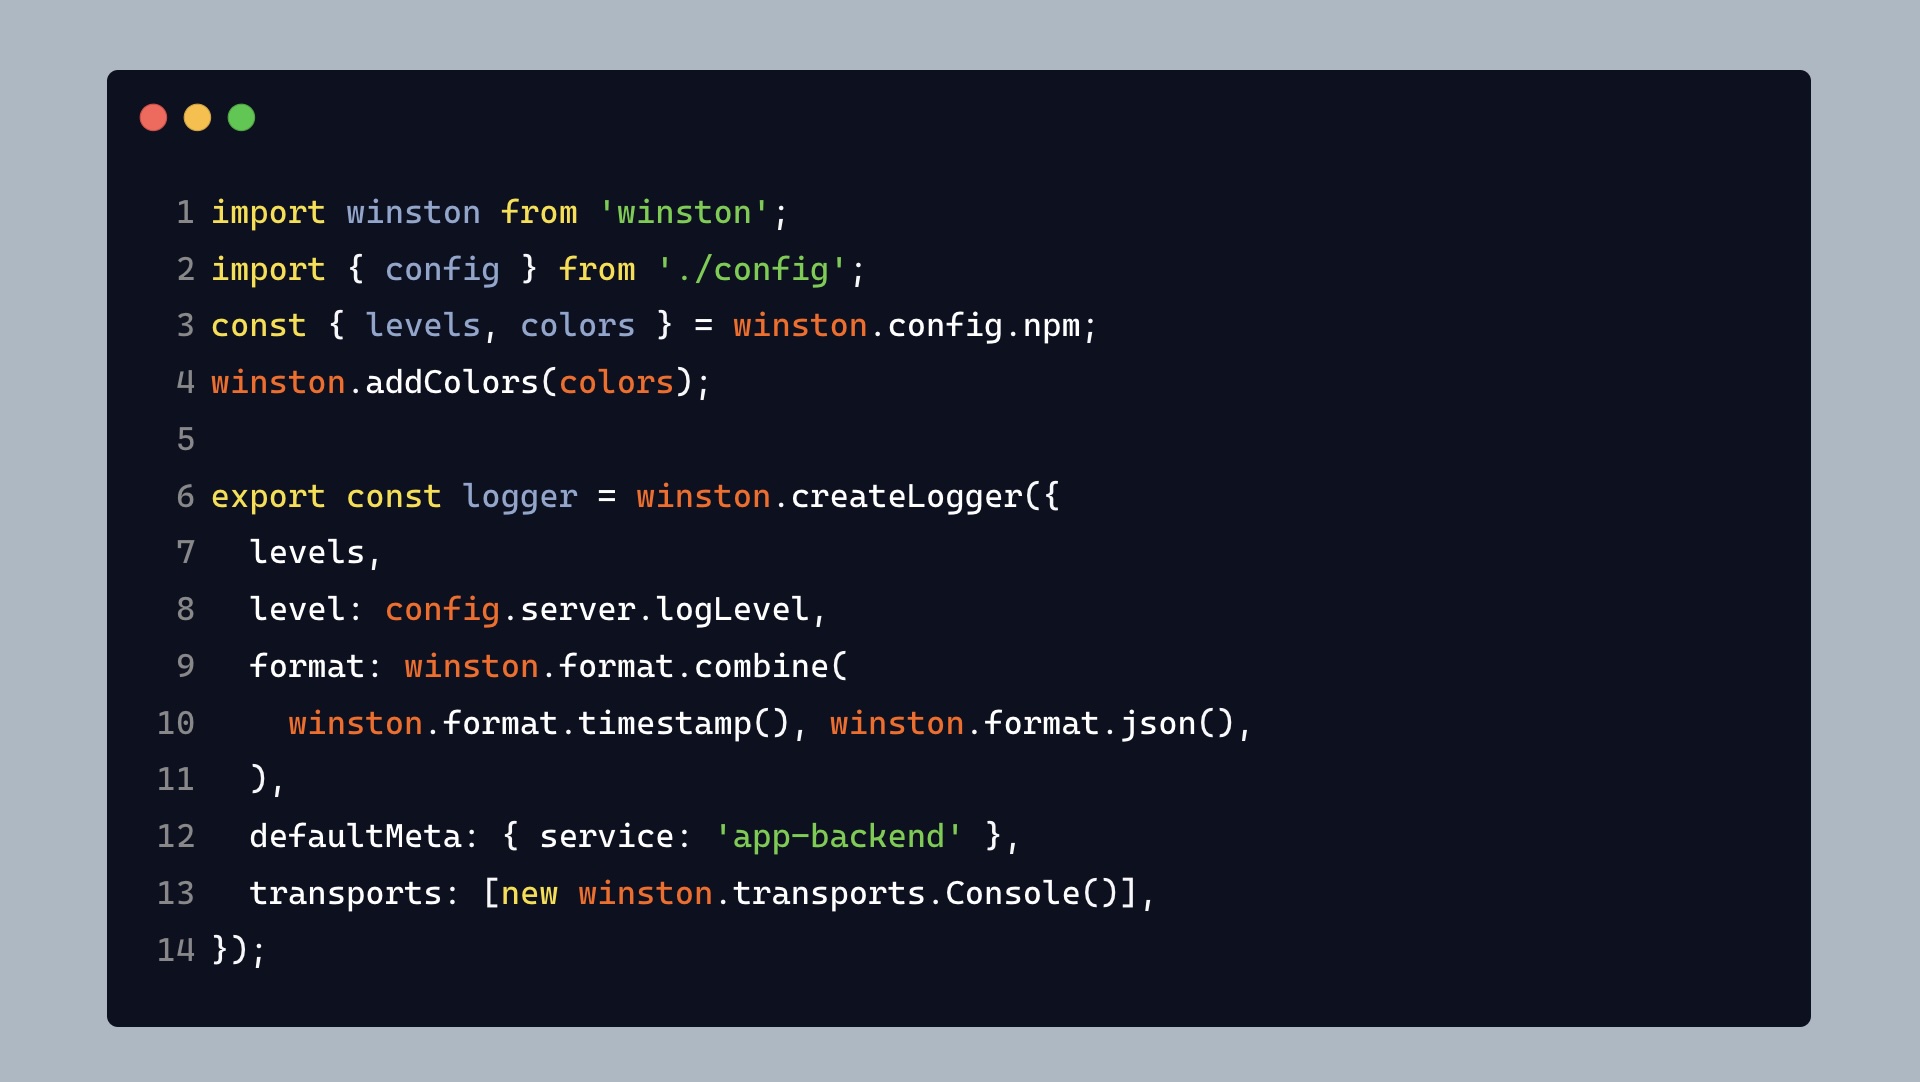 1 import winston from 'winston';
2 import { config } from './config';
3 const { levels, colors } = winston.config.npm;
4 winston.addColors(colors);
5
6 export const logger = winston.createLogger({
7   levels,
8   level: config.server.logLevel,
9   format: winston.format.combine(
10     winston.format.timestamp(), winston.format.json(),
11   ),
12   defaultMeta: { service: 'app-backend' },
13   transports: [new winston.transports.Console()],
14 });